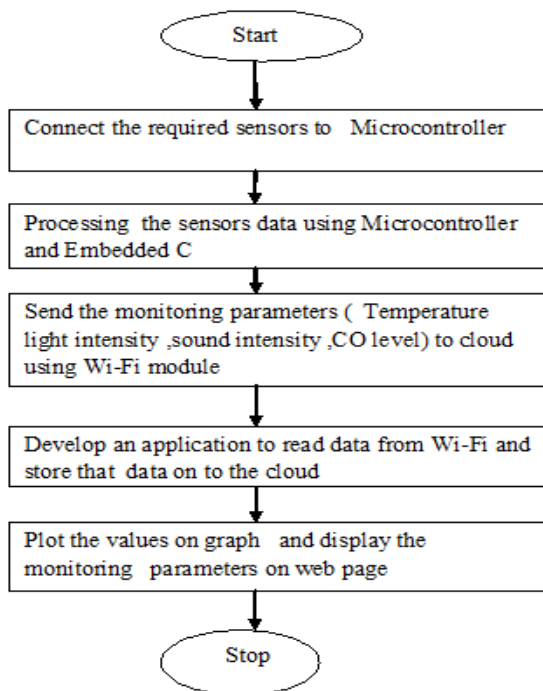 Start
Connect the required sensors to Microcontroller
Processing the sensors data using Microcontroller
and Embedded C
Send the monitoring parameters ( Temperature
light intensity ,sound intensity ,CO level) to cloud
using Wi-Fi module
Develop an application to read data from Wi-Fi and
store that data on to the cloud
Plot the values on graph and display the
monitoring parameters on web page
Stop